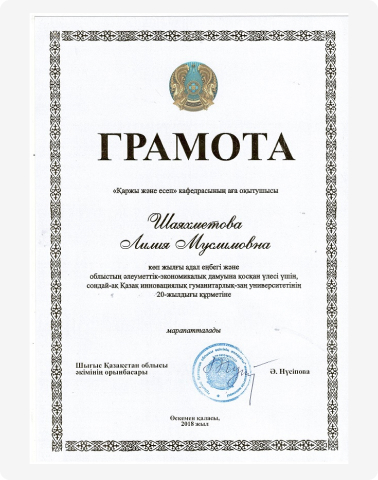 ГРАМОТА
«Қаржы және есеп» кафедрасының аға оқытушысы
Шаяхметова
Лилия Муслимовна
көп жылғы адал еңбегі және
облыстың әлеуметтік-экономикалық дамуына қосқан үлесі үшін,
сондай-ақ Қазақ инновациялық гуманитарлық-заң университетінің
20-жылдығы құрметіне
марапатталады
Шығыс Қазақстан облысы
әкімінің орынбасары
Ә. Нүсіпова
Өскемен қаласы,
2018 жыл